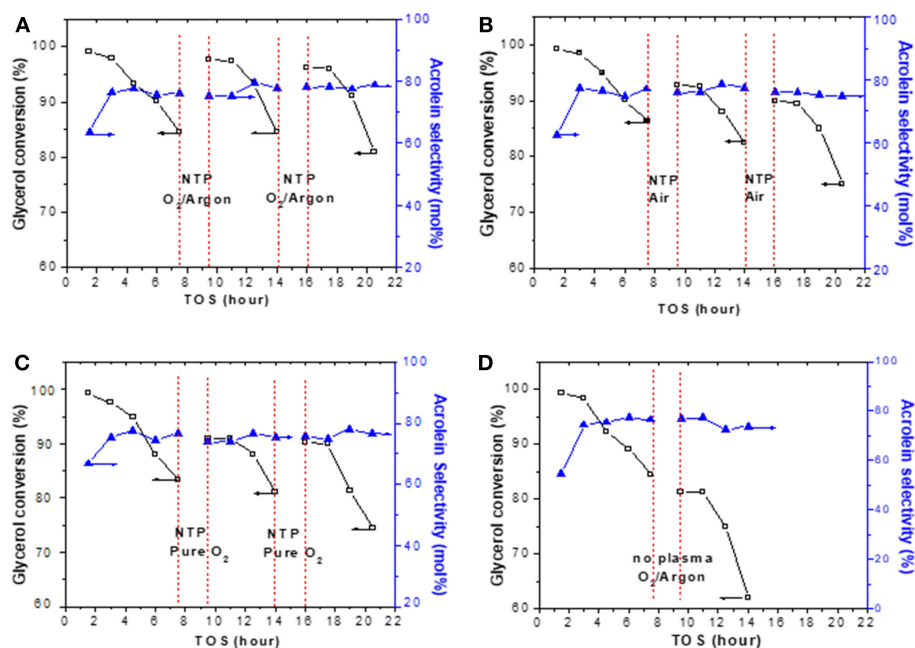 A
Glycerol conversion (%)
100
90
80
70
60
NTP
O2/Argon
NTP
O2/Argon
100
80
60
40
20
Acrolein selectivity (mol%)
0 2 4 6 8 10 12 14 16 18 20 22
TOS (hour)
B
Glycerol conversion (%)
100
90
80
70
60
NTP
Air
NTP
Air
100
80
60
40
20
Acrolein selectivity (mol%)
0 2 4 6 8 10 12 14 16 18 20 22
TOS (hour)
C
Glycerol conversion (%)
100
90
80
70
60
NTP
Pure O2
NTP
Pure O2
100
80
60
40
20
0
Acrolein Selectivity (mol%)
0 2 4 6 8 10 12 14 16 18 20 22
TOS (hour)
D
Glycerol conversion (%)
100
90
80
70
60
no plasma
O2/Argon
100
80
60
40
20
0
Acrolein selectivity (%)
0 2 4 6 8 10 12 14 16 18 20 22
TOS (hour)